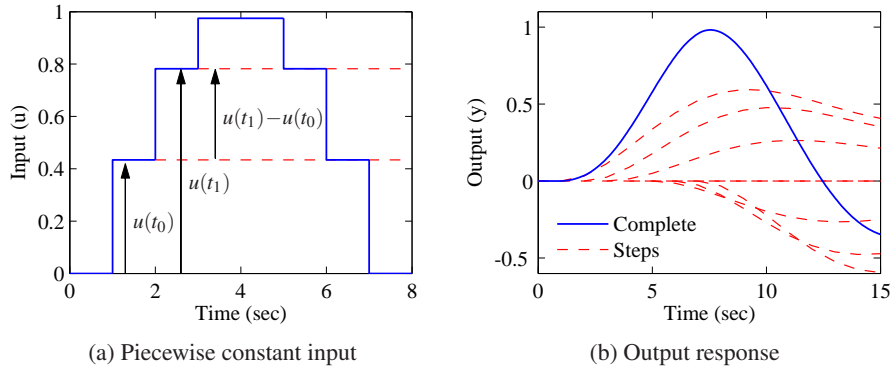 1
0.8
0.6
0.4
0.2
0
Input (u)
u(t₁)−u(t₀)
u(t₁)
u(t₀)
0 2 4 6 8
Time (sec)
(a) Piecewise constant input
1
0.5
0
-0.5
Output (y)
Complete
Steps
0 5 10 15
Time (sec)
(b) Output response